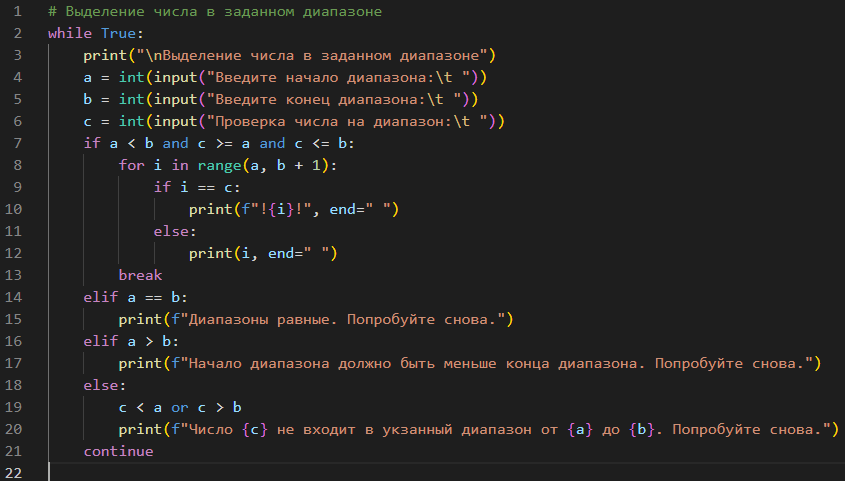 1 # Выделение числа в заданном диапазоне
2 while True:
3     print("\nВыделение числа в заданном диапазоне")
4     a = int(input("Введите начало диапазона:\t "))
5     b = int(input("Введите конец диапазона:\t "))
6     c = int(input("Проверка числа на диапазон:\t "))
7     if a < b and c >= a and c <= b:
8         for i in range(a, b + 1):
9             if i == c:
10                 print(f"!{i}!", end=" ")
11             else:
12                 print(i, end=" ")
13         break
14     elif a == b:
15         print(f"Диапазоны равные. Попробуйте снова.")
16     elif a > b:
17         print(f"Начало диапазона должно быть меньше конца диапазона. Попробуйте снова.")
18     else:
19         c < a or c > b
20         print(f"Число {c} не входит в укзанный диапазон от {a} до {b}. Попробуйте снова.")
21     continue
22